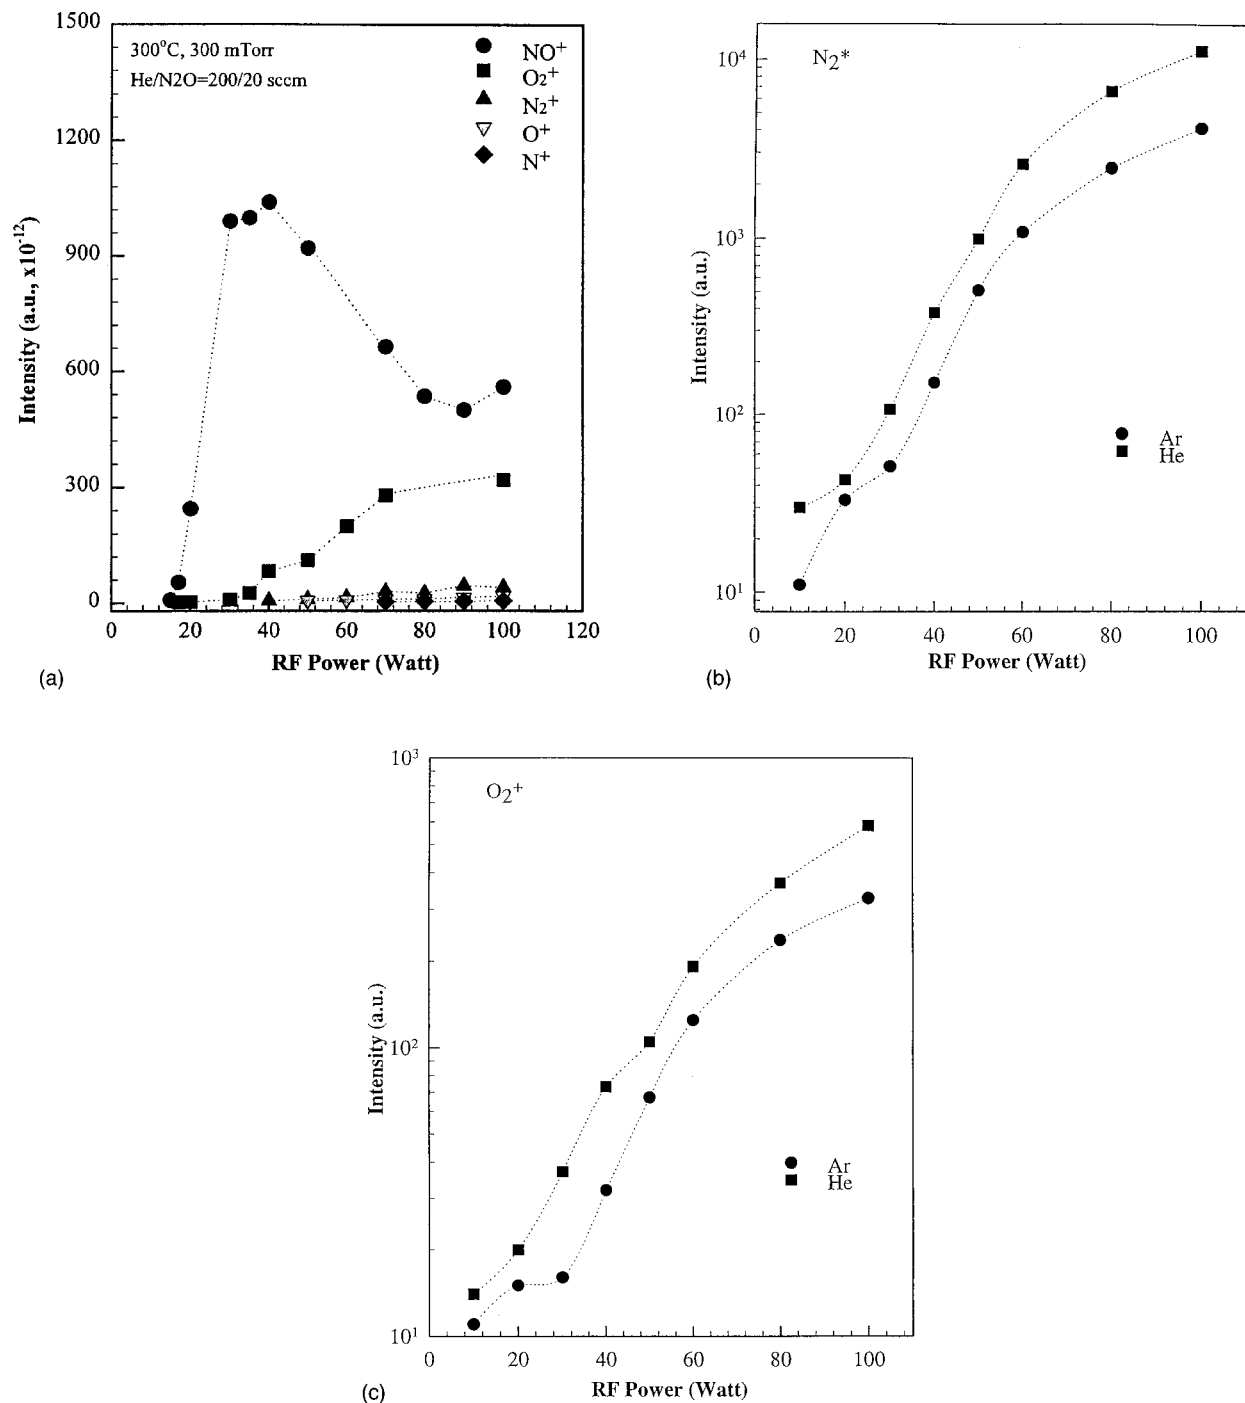 1500
1200
900
600
300
0
Intensity (a.u., x10⁻¹²)
300°C, 300 mTorr
He/N2O=200/20 sccm
NO⁺
O₂⁺
N₂⁺
O⁺
N⁺
0 20 40 60 80 100 120
RF Power (Watt)
(a)
10⁴
10³
10²
10¹
Intensity (a.u.)
N₂*
Ar
He
0 20 40 60 80 100
RF Power (Watt)
(b)
10³
10²
10¹
Intensity (a.u.)
O₂⁺
Ar
He
0 20 40 60 80 100
RF Power (Watt)
(c)